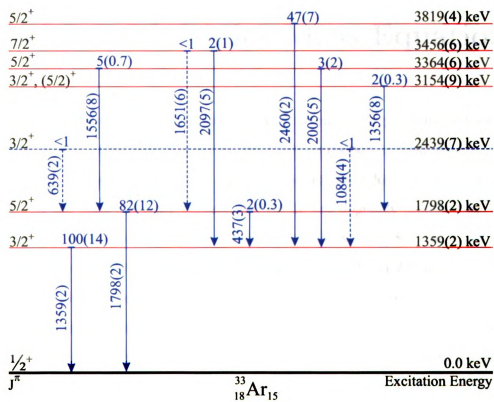 5/2⁺ 47(7) 3819(4) keV
7/2⁺ <1 2(1) 3456(6) keV
5/2⁺ 5(0.7) 3(2) 3364(6) keV
3/2⁺, (5/2)⁺ 2(0.3) 3154(9) keV
1556(8) 1651(6) 2097(5) 2460(2) 2005(5) 1356(8)
3/2⁺ <1 <1 2439(7) keV
639(2) 1084(4)
5/2⁺ 82(12) 2(0.3) 1798(2) keV
437(3)
3/2⁺ 100(14) 1359(2) keV
1359(2) 1798(2)
½⁺ 0.0 keV
Jπ ³³₁₈Ar₁₅ Excitation Energy